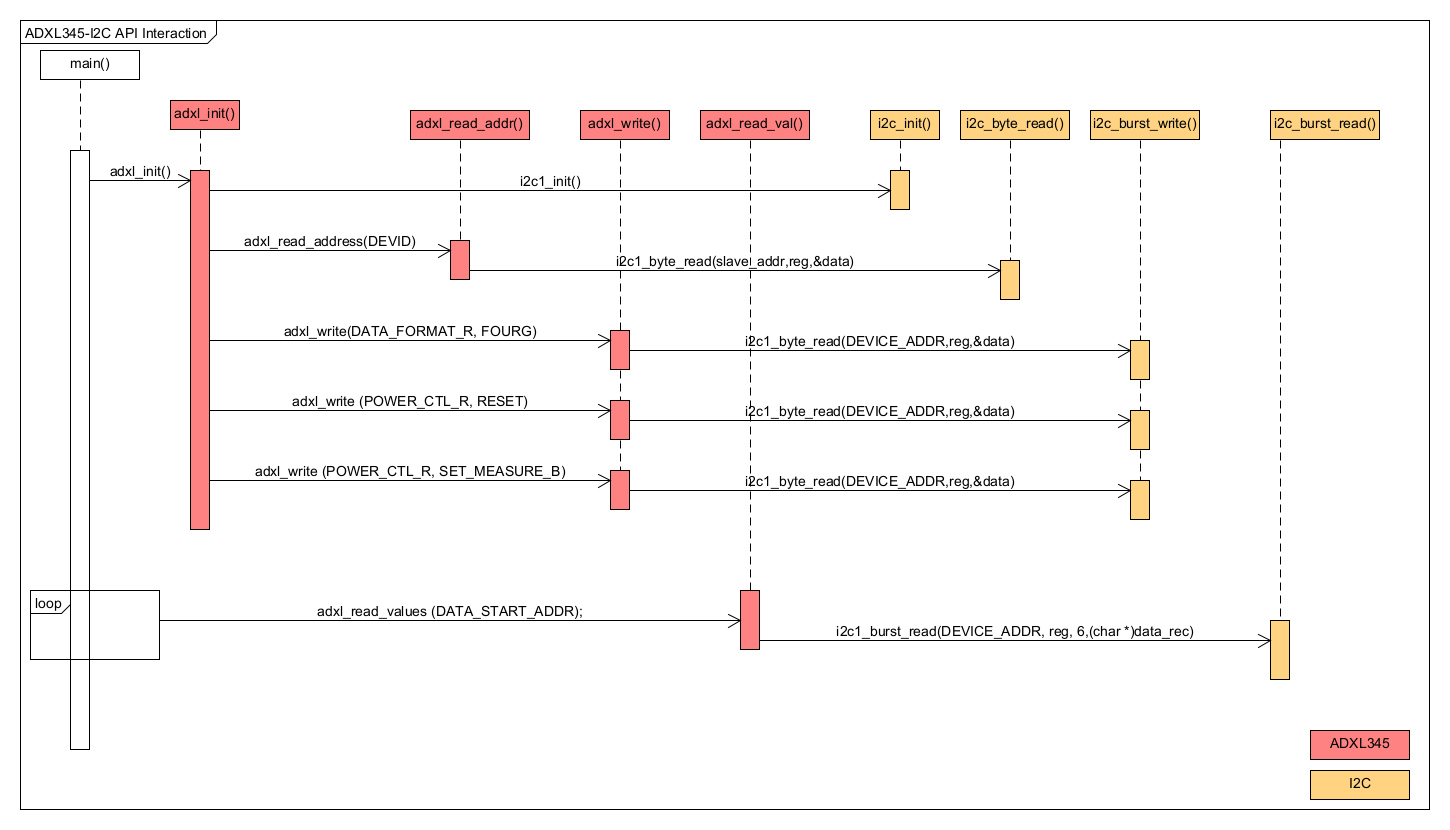 ADXL345-I2C API Interaction
main()
adxl_init()
adxl_read_addr()
adxl_write()
adxl_read_val()
i2c_init()
i2c_byte_read()
i2c_burst_write()
i2c_burst_read()
adxl_init()
i2c1_init()
adxl_read_address(DEVID)
i2c1_byte_read(slave_addr,reg,&data)
adxl_write(DATA_FORMAT_R, FOURG)
i2c1_byte_read(DEVICE_ADDR,reg,&data)
adxl_write (POWER_CTL_R, RESET)
i2c1_byte_read(DEVICE_ADDR,reg,&data)
adxl_write (POWER_CTL_R, SET_MEASURE_B)
i2c1_byte_read(DEVICE_ADDR,reg,&data)
loop
adxl_read_values (DATA_START_ADDR);
i2c1_burst_read(DEVICE_ADDR, reg, 6,(char *)data_rec)
ADXL345
I2C